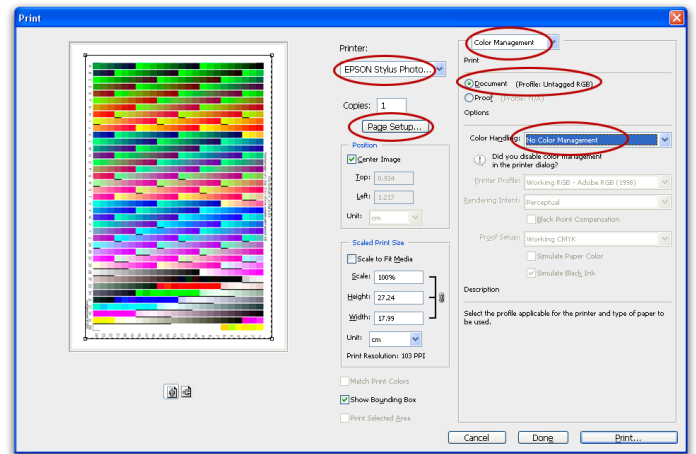 Print
Printer:
EPSON Stylus Photo...
Copies: 1
Page Setup...
Position
Center Image
Top: 0.934
Left: 1.217
Unit: cm
Scaled Print Size
Scale to Fit Media
Scale: 100%
Height: 27.24
Width: 17.99
Unit: cm
Print Resolution: 103 PPI
Match Print Colors
Show Bounding Box
Print Selected Area
Color Management
Print
Document (Profile: Untagged RGB)
Proof (Profile: N/A)
Options
Color Handling: No Color Management
Did you disable color management
in the printer dialog?
Printer Profile: Working RGB - Adobe RGB (1998)
Rendering Intent: Perceptual
Black Point Compensation
Proof Setup: Working CMYK
Simulate Paper Color
Simulate Black Ink
Description
Select the profile applicable for the printer and type of paper to
be used.
Cancel
Done
Print...